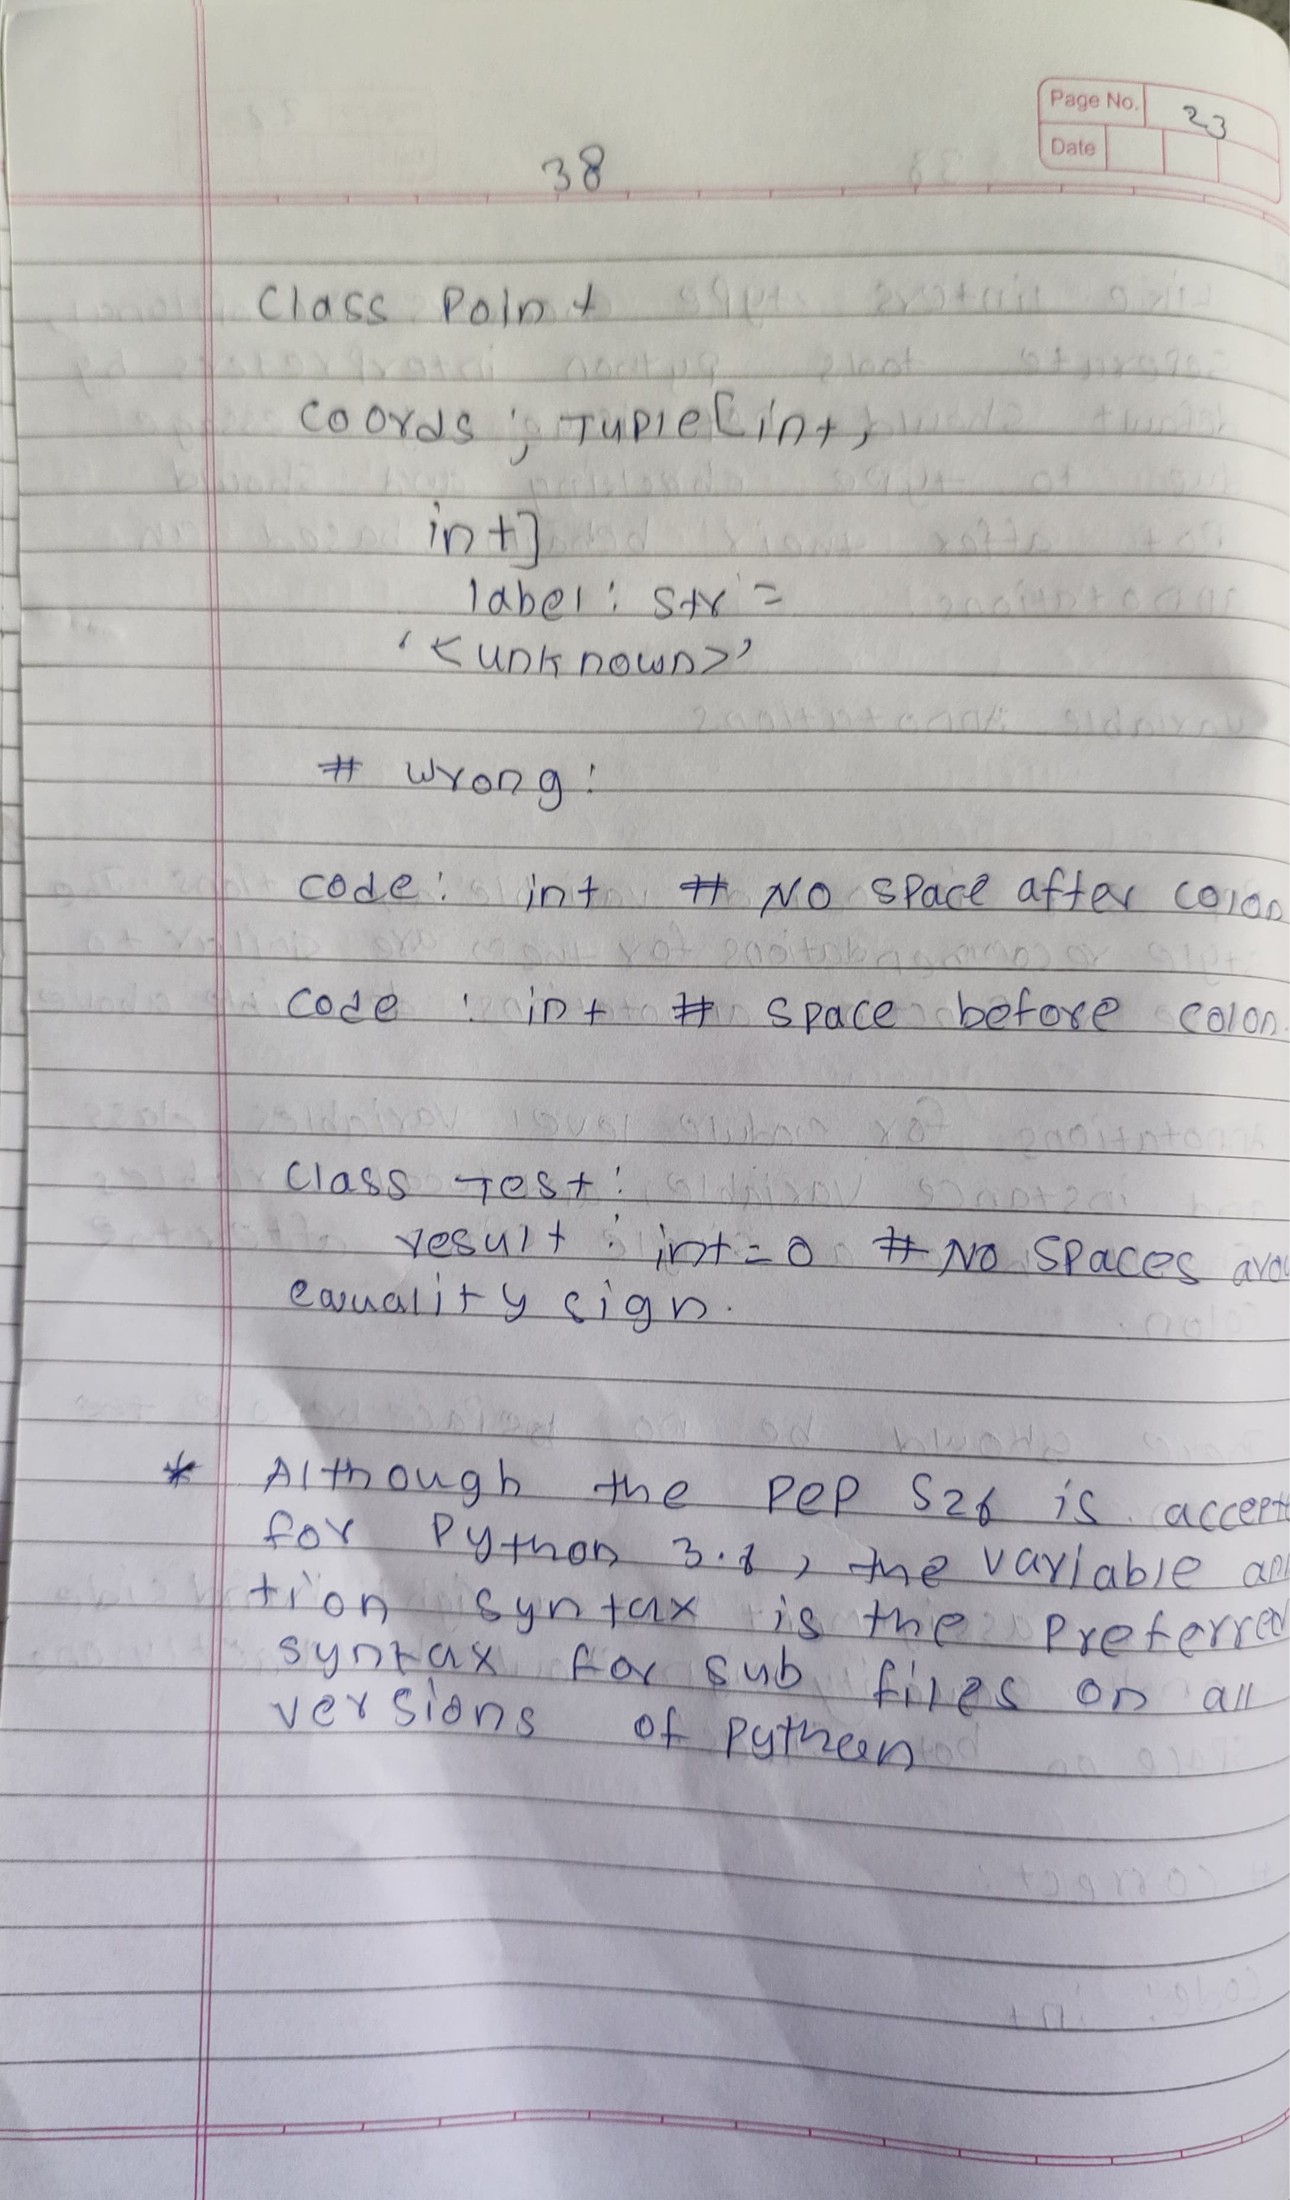 Page No. 23
Date
38
Class Point
Coords ; Tuple[int,
int]
label: str =
'<unknown>'
# wrong:
code: int # No space after colon
code : int # space before colon.
Class Test:
result : int=0 # No spaces arou
equality sign.
* Although the PEP 526 is accept
for Python 3.6, the variable an
tion syntax is the preferred
syntax for sub files on all
versions of Python